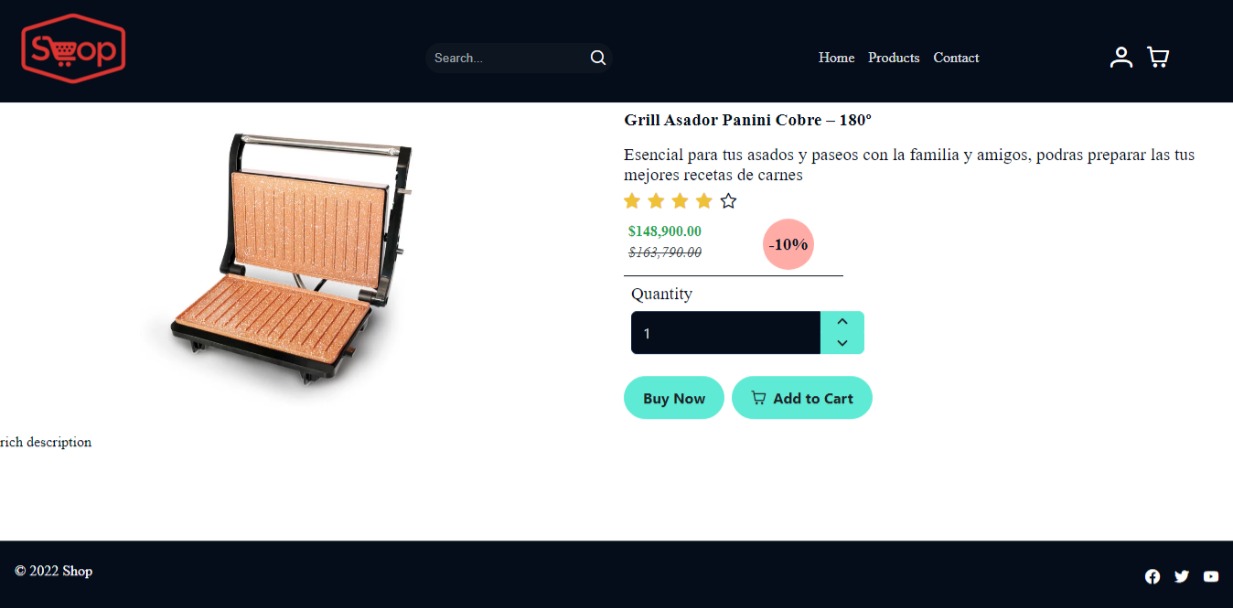 Shop
Search...
Home Products Contact
Grill Asador Panini Cobre – 180°
Esencial para tus asados y paseos con la familia y amigos, podras preparar las tus
mejores recetas de carnes
$148,900.00
$163,790.00
-10%
Quantity
1
Buy Now
Add to Cart
rich description
© 2022 Shop